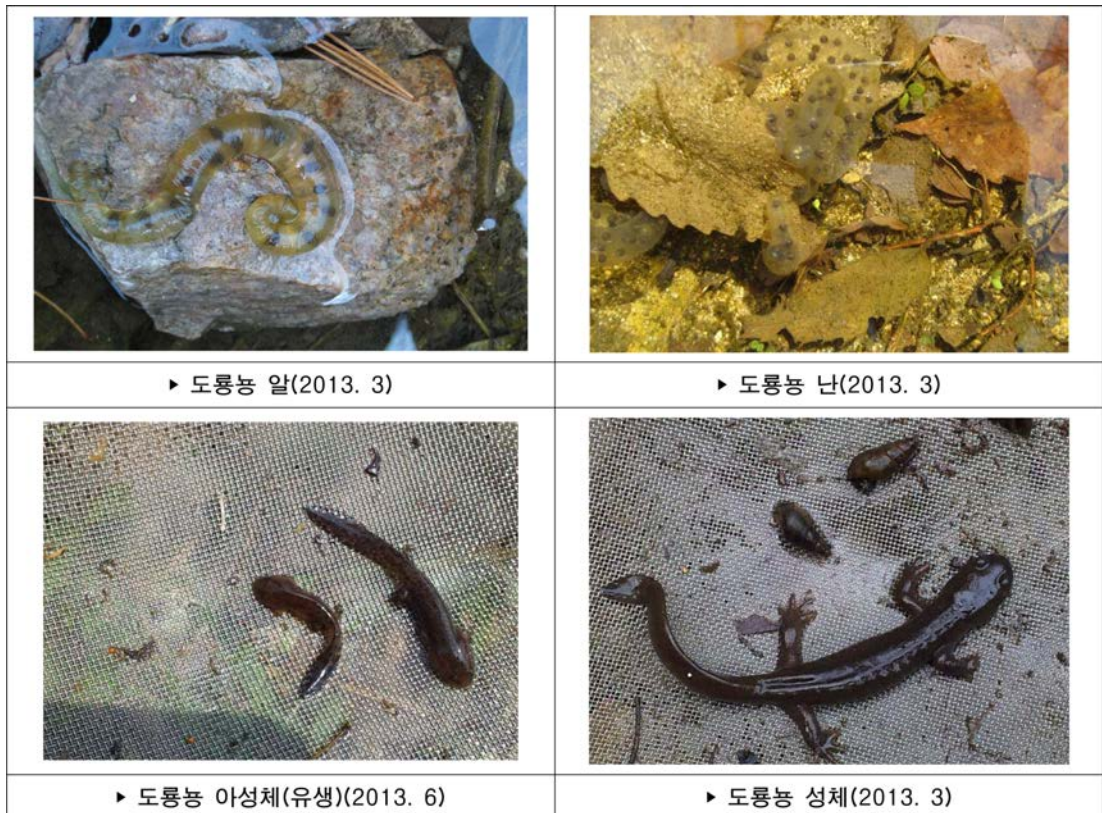 ▶ 도룡뇽 알(2013. 3)
▶ 도룡뇽 난(2013. 3)
▶ 도룡뇽 아성체(유생)(2013. 6)
▶ 도룡뇽 성체(2013. 3)